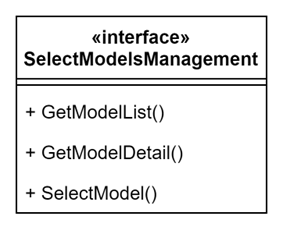 «interface»
SelectModelsManagement
+ GetModelList()
+ GetModelDetail()
+ SelectModel()